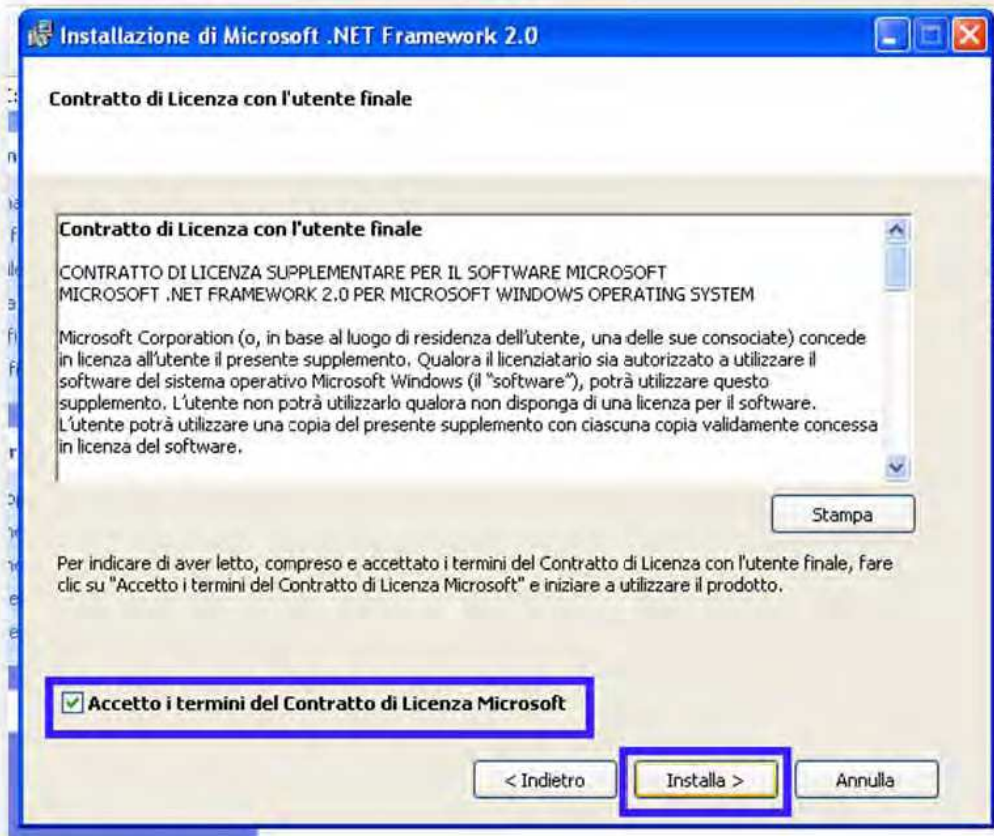 Installazione di Microsoft .NET Framework 2.0
Contratto di Licenza con l'utente finale
Contratto di Licenza con l'utente finale
CONTRATTO DI LICENZA SUPPLEMENTARE PER IL SOFTWARE MICROSOFT
MICROSOFT .NET FRAMEWORK 2.0 PER MICROSOFT WINDOWS OPERATING SYSTEM
Microsoft Corporation (o, in base al luogo di residenza dell'utente, una delle sue consociate) concede
in licenza all'utente il presente supplemento. Qualora il licenziatario sia autorizzato a utilizzare il
software del sistema operativo Microsoft Windows (il "software"), potrà utilizzare questo
supplemento. L'utente non potrà utilizzarlo qualora non disponga di una licenza per il software.
L'utente potrà utilizzare una copia del presente supplemento con ciascuna copia validamente concessa
in licenza del software.
Stampa
Per indicare di aver letto, compreso e accettato i termini del Contratto di Licenza con l'utente finale, fare
clic su "Accetto i termini del Contratto di Licenza Microsoft" e iniziare a utilizzare il prodotto.
Accetto i termini del Contratto di Licenza Microsoft
< Indietro
Installa >
Annulla